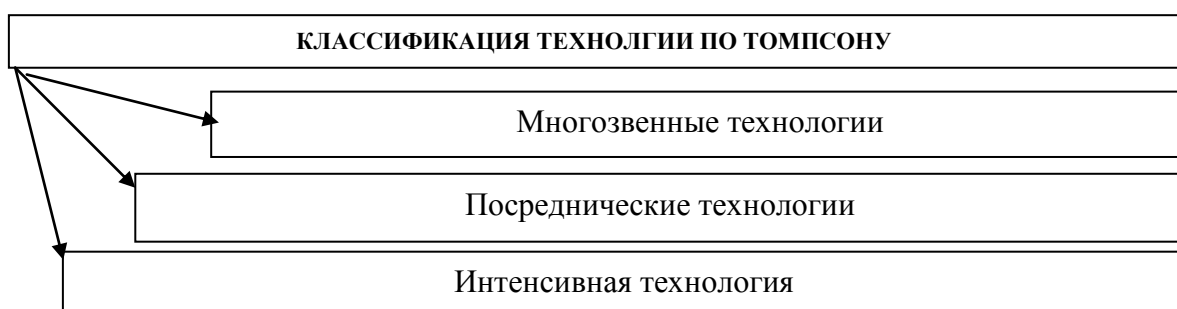 КЛАССИФИКАЦИЯ ТЕХНОЛГИИ ПО ТОМПСОНУ
Многозвенные технологии
Посреднические технологии
Интенсивная технология